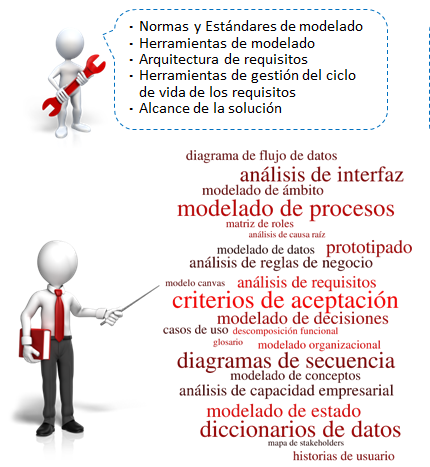 - Normas y Estándares de modelado
- Herramientas de modelado
- Arquitectura de requisitos
- Herramientas de gestión del ciclo
de vida de los requisitos
- Alcance de la solución
diagrama de flujo de datos
análisis de interfaz
modelado de ámbito
modelado de procesos
matriz de roles
análisis de causa raíz
modelado de datos prototipado
análisis de reglas de negocio
modelo canvas análisis de requisitos
criterios de aceptación
modelado de decisiones
casos de uso descomposición funcional
glosario modelado organizacional
diagramas de secuencia
modelado de conceptos
análisis de capacidad empresarial
modelado de estado
diccionarios de datos
mapa de stakeholders
historias de usuario